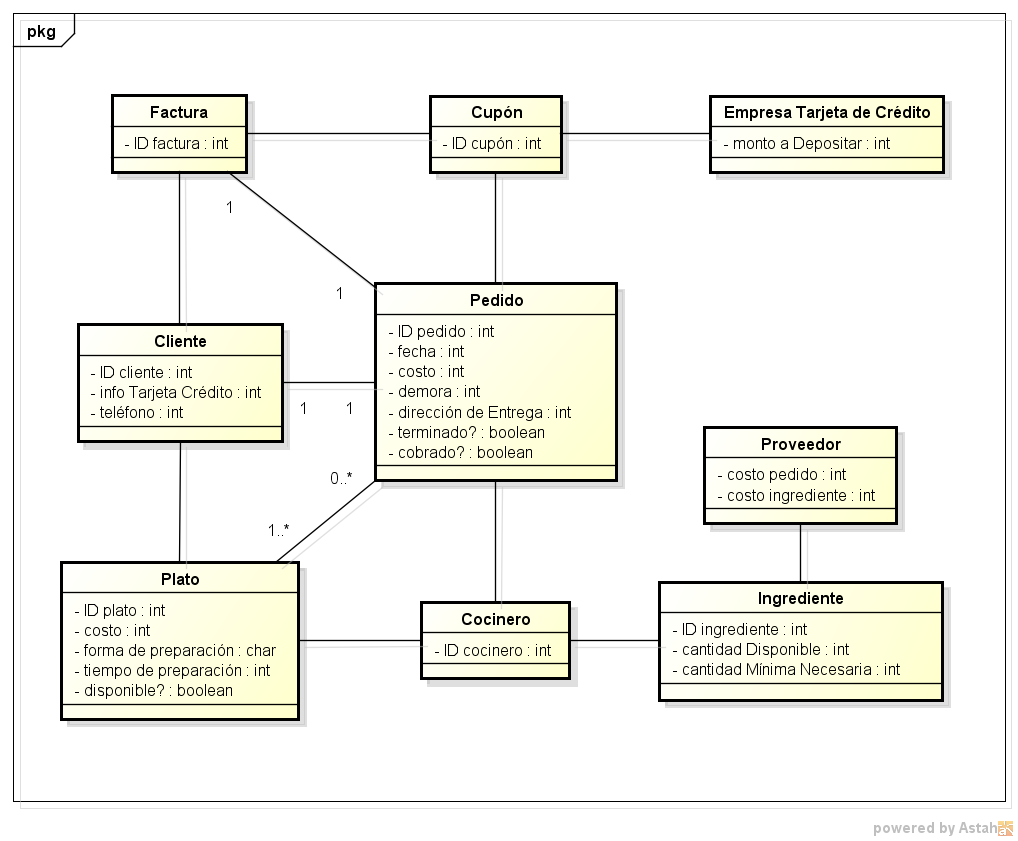 pkg
Factura
- ID factura : int
Cupón
- ID cupón : int
Empresa Tarjeta de Crédito
- monto a Depositar : int
1
1
Pedido
- ID pedido : int
- fecha : int
- costo : int
- demora : int
- dirección de Entrega : int
- terminado? : boolean
- cobrado? : boolean
Cliente
- ID cliente : int
- info Tarjeta Crédito : int
- teléfono : int
1
1
0..*
1..*
Proveedor
- costo pedido : int
- costo ingrediente : int
Plato
- ID plato : int
- costo : int
- forma de preparación : char
- tiempo de preparación : int
- disponible? : boolean
Cocinero
- ID cocinero : int
Ingrediente
- ID ingrediente : int
- cantidad Disponible : int
- cantidad Mínima Necesaria : int
powered by Astah